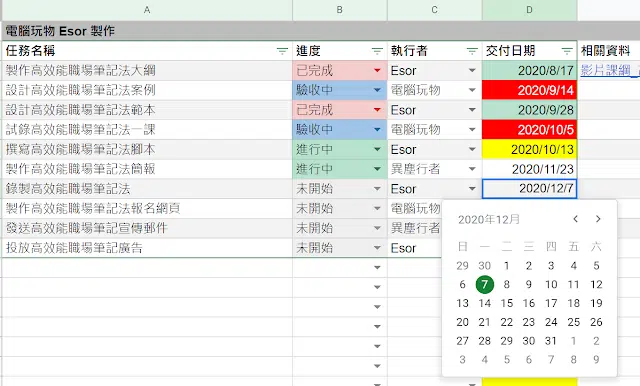 A B C D
電腦玩物 Esor 製作
任務名稱 進度 執行者 交付日期 相關資料
製作高效能職場筆記法大綱 已完成 Esor 2020/8/17 影片課綱_
設計高效能職場筆記法案例 驗收中 電腦玩物 2020/9/14
設計高效能職場筆記法範本 已完成 Esor 2020/9/28
試錄高效能職場筆記法一課 驗收中 電腦玩物 2020/10/5
撰寫高效能職場筆記法腳本 進行中 Esor 2020/10/13
製作高效能職場筆記法簡報 進行中 異塵行者 2020/11/23
錄製高效能職場筆記法 未開始 Esor 2020/12/7
製作高效能職場筆記法報名網頁 未開始 電腦玩物
發送高效能職場筆記宣傳郵件 未開始 異塵行者
投放高效能職場筆記廣告 未開始 Esor
2020年12月
日 一 二 三 四 五 六
29 30 1 2 3 4 5
6 7 8 9 10 11 12
13 14 15 16 17 18 19
20 21 22 23 24 25 26
27 28 29 30 31 1 2
3 4 5 6 7 8 9